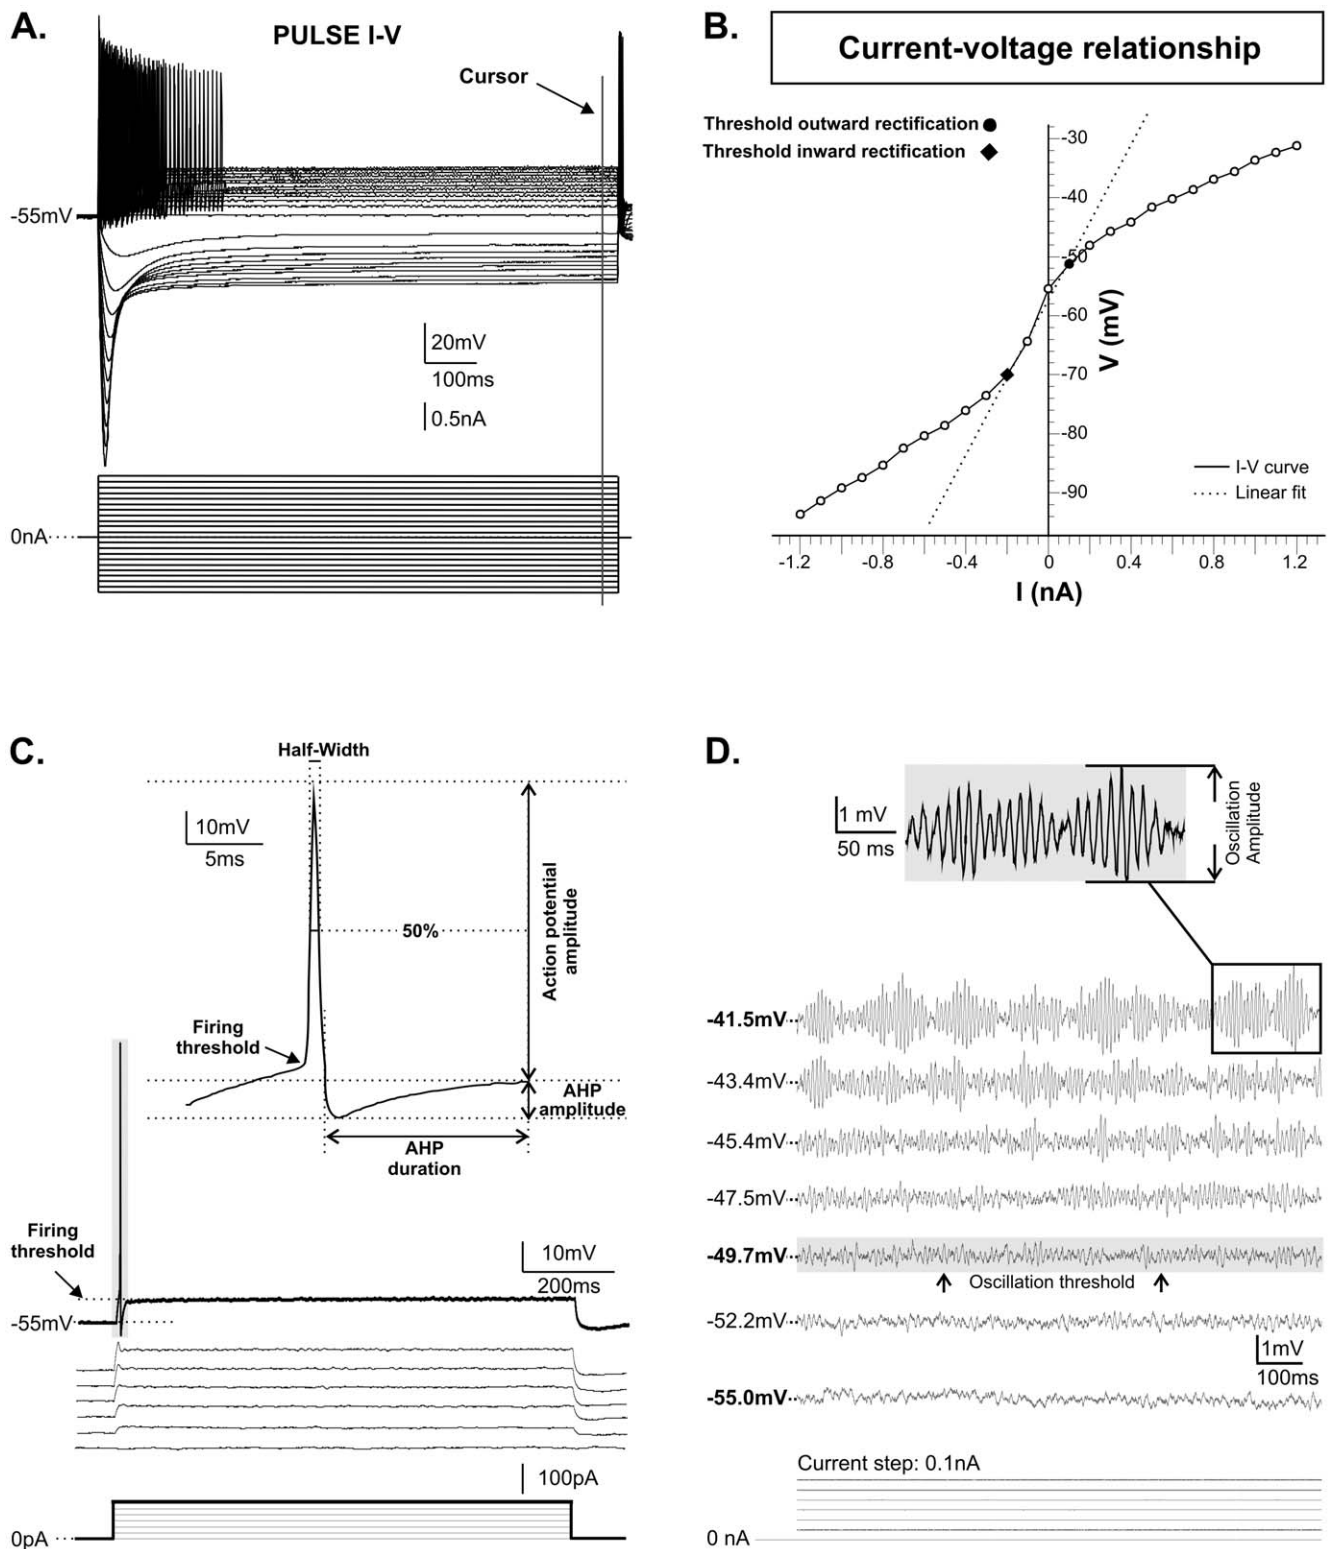 A.
PULSE I-V
Cursor
-55mV
20mV
100ms
0.5nA
0nA
B.
Current-voltage relationship
Threshold outward rectification
Threshold inward rectification
-30
-40
-50
-60
-70
-80
-90
V (mV)
I-V curve
Linear fit
-1.2 -0.8 -0.4 0 0.4 0.8 1.2
I (nA)
C.
Half-Width
10mV
5ms
50%
Action potential
amplitude
Firing
threshold
AHP
amplitude
AHP
duration
Firing
threshold
10mV
200ms
-55mV
100pA
0pA
D.
1 mV
50 ms
Oscillation
Amplitude
-41.5mV
-43.4mV
-45.4mV
-47.5mV
-49.7mV
Oscillation threshold
-52.2mV
1mV
100ms
-55.0mV
Current step: 0.1nA
0 nA